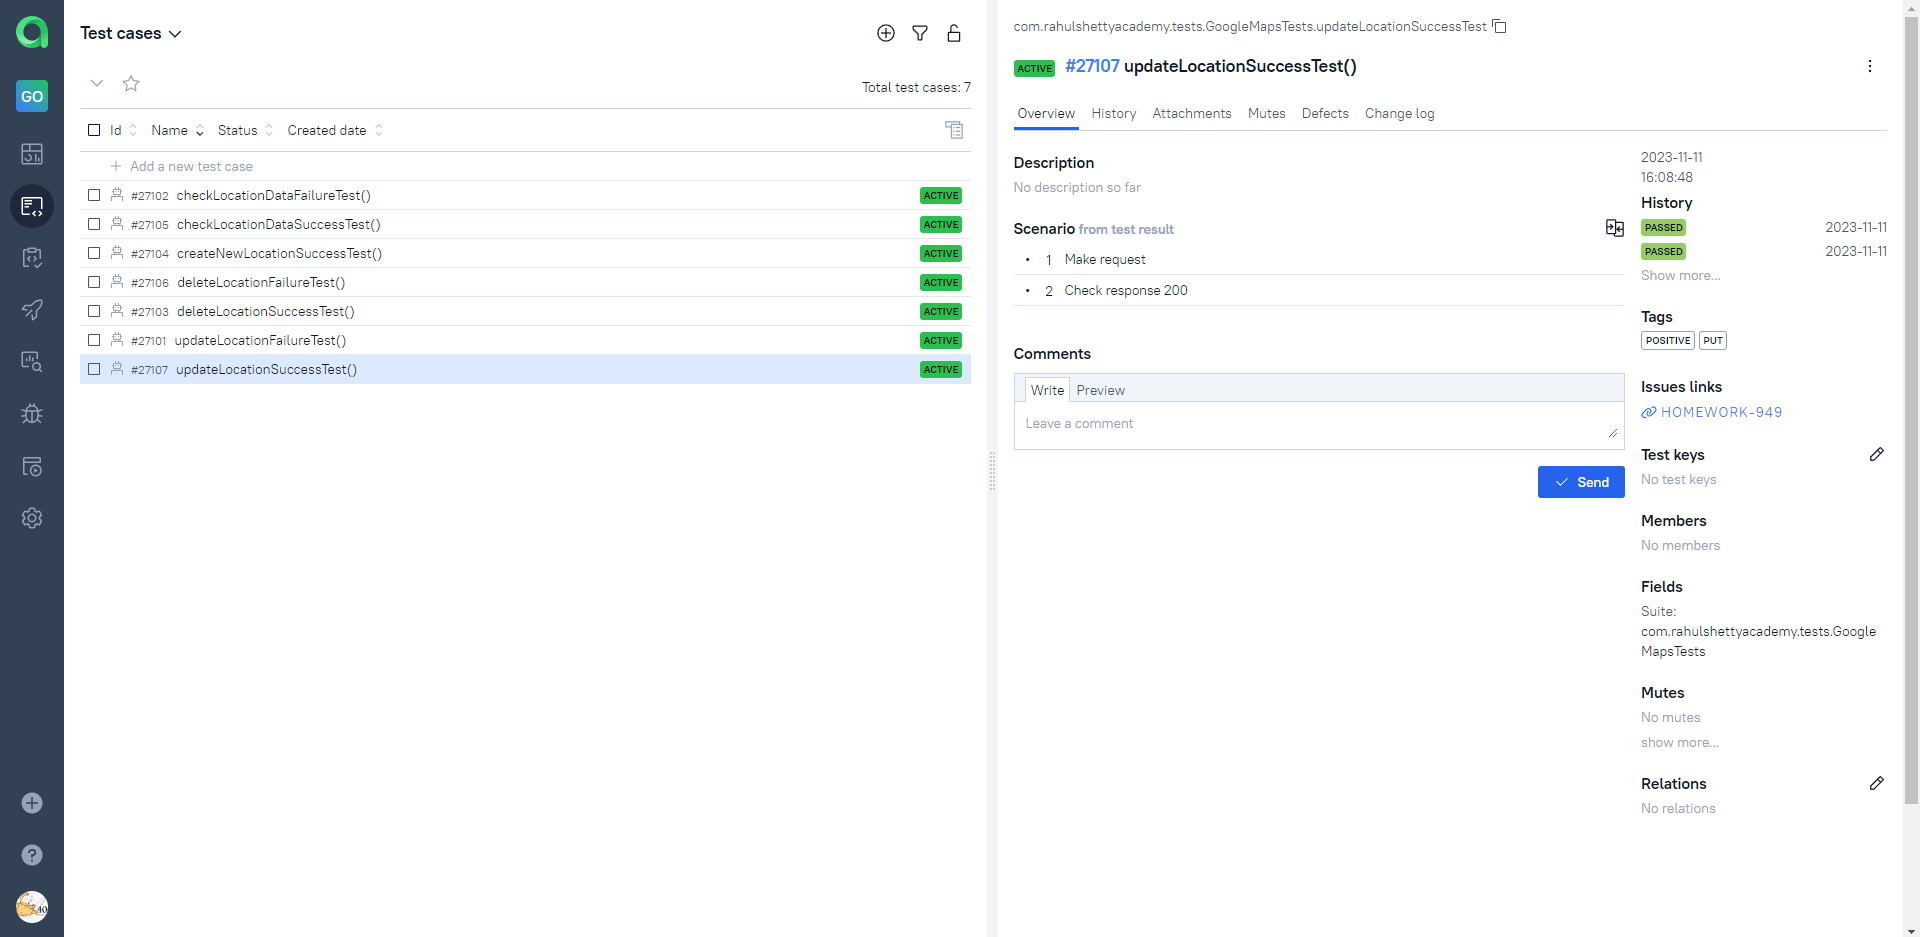 GO
Test cases
Total test cases: 7
Id Name Status Created date
Add a new test case
#27102 checkLocationDataFailureTest() ACTIVE
#27105 checkLocationDataSuccessTest() ACTIVE
#27104 createNewLocationSuccessTest() ACTIVE
#27106 deleteLocationFailureTest() ACTIVE
#27103 deleteLocationSuccessTest() ACTIVE
#27101 updateLocationFailureTest() ACTIVE
#27107 updateLocationSuccessTest() ACTIVE
com.rahulshettyacademy.tests.GoogleMapsTests.updateLocationSuccessTest
ACTIVE #27107 updateLocationSuccessTest()
Overview History Attachments Mutes Defects Change log
Description
No description so far
Scenario from test result
• 1 Make request
• 2 Check response 200
Comments
Write Preview
Leave a comment
Send
2023-11-11
16:08:48
History
PASSED 2023-11-11
PASSED 2023-11-11
Show more...
Tags
POSITIVE PUT
Issues links
HOMEWORK-949
Test keys
No test keys
Members
No members
Fields
Suite:
com.rahulshettyacademy.tests.Google
MapsTests
Mutes
No mutes
show more...
Relations
No relations
40